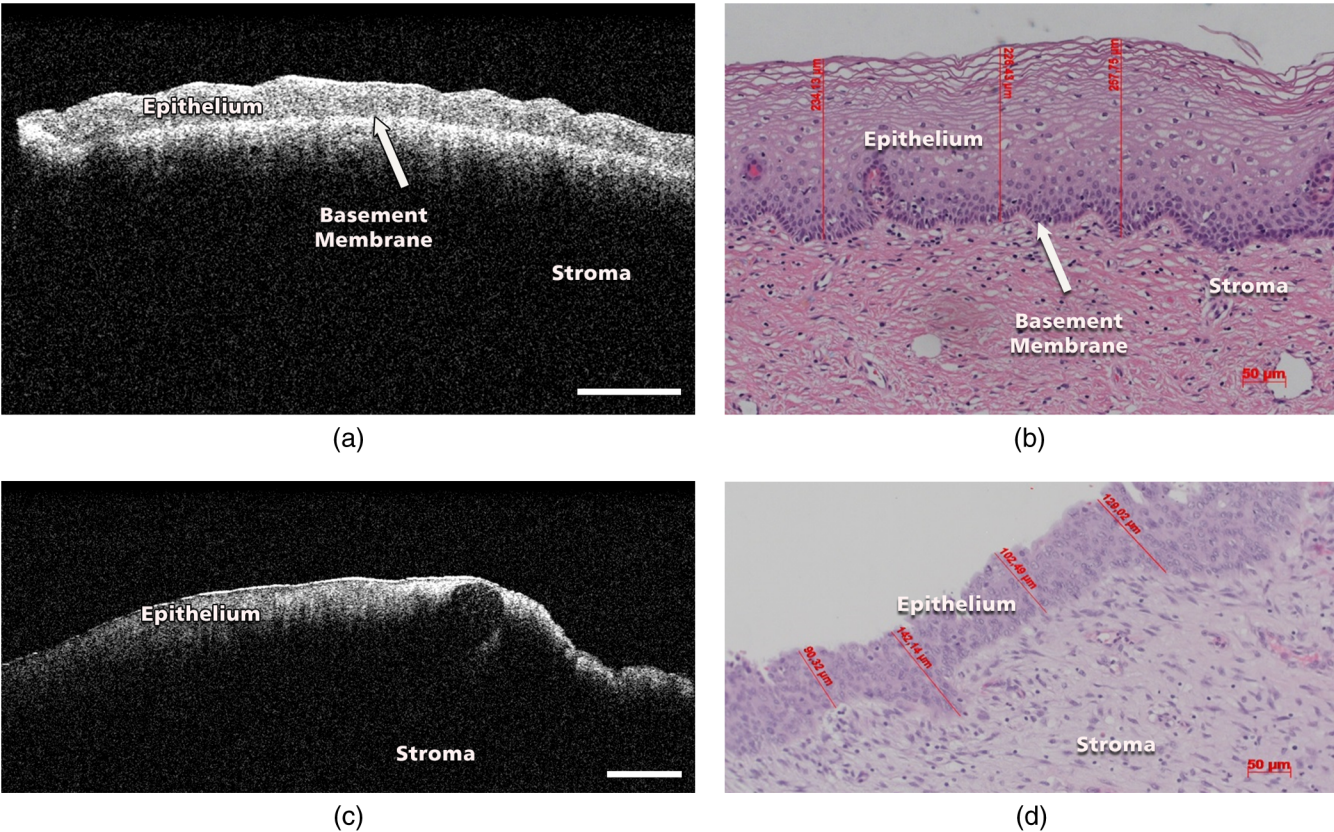 Epithelium
Basement
Membrane
Stroma
(a)
234,13 µm
228,43 µm
257,75 µm
Epithelium
Stroma
Basement
Membrane
50 µm
(b)
Epithelium
Stroma
(c)
129,02 µm
102,49 µm
Epithelium
142,14 µm
90,32 µm
Stroma
50 µm
(d)